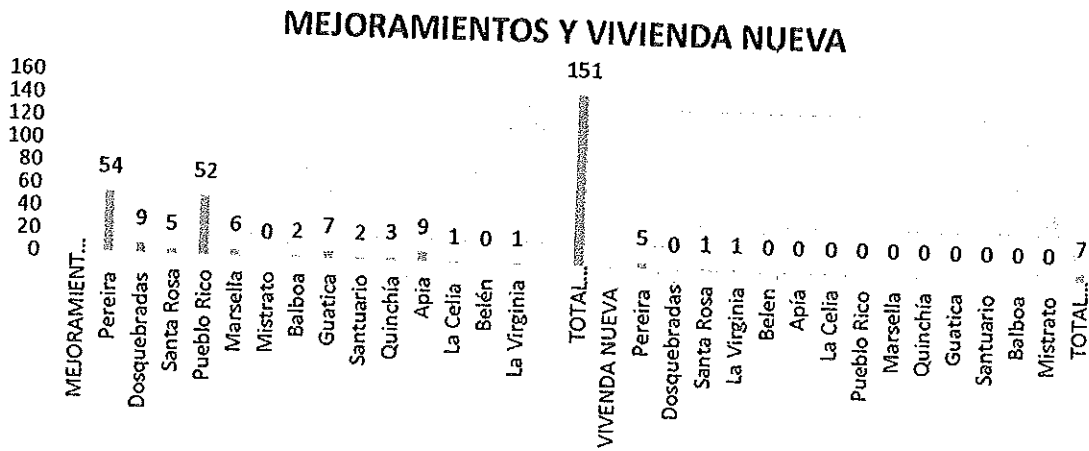 MEJORAMIENTOS Y VIVIENDA NUEVA
160
140
120
100
80
60
40
20
0
54
9
5
52
6
0
2
7
2
3
9
1
0
1
151
5
0
1
1
0
0
0
0
0
0
0
0
0
0
7
MEJORAMIENT...
Pereira
Dosquebradas
Santa Rosa
Pueblo Rico
Marsella
Mistrato
Balboa
Guatica
Santuario
Quinchía
Apia
La Celia
Belén
La Virginia
TOTAL...
VIVENDA NUEVA
Pereira
Dosquebradas
Santa Rosa
La Virginia
Belen
Apía
La Celia
Pueblo Rico
Marsella
Quinchía
Guatica
Santuario
Balboa
Mistrato
TOTAL...